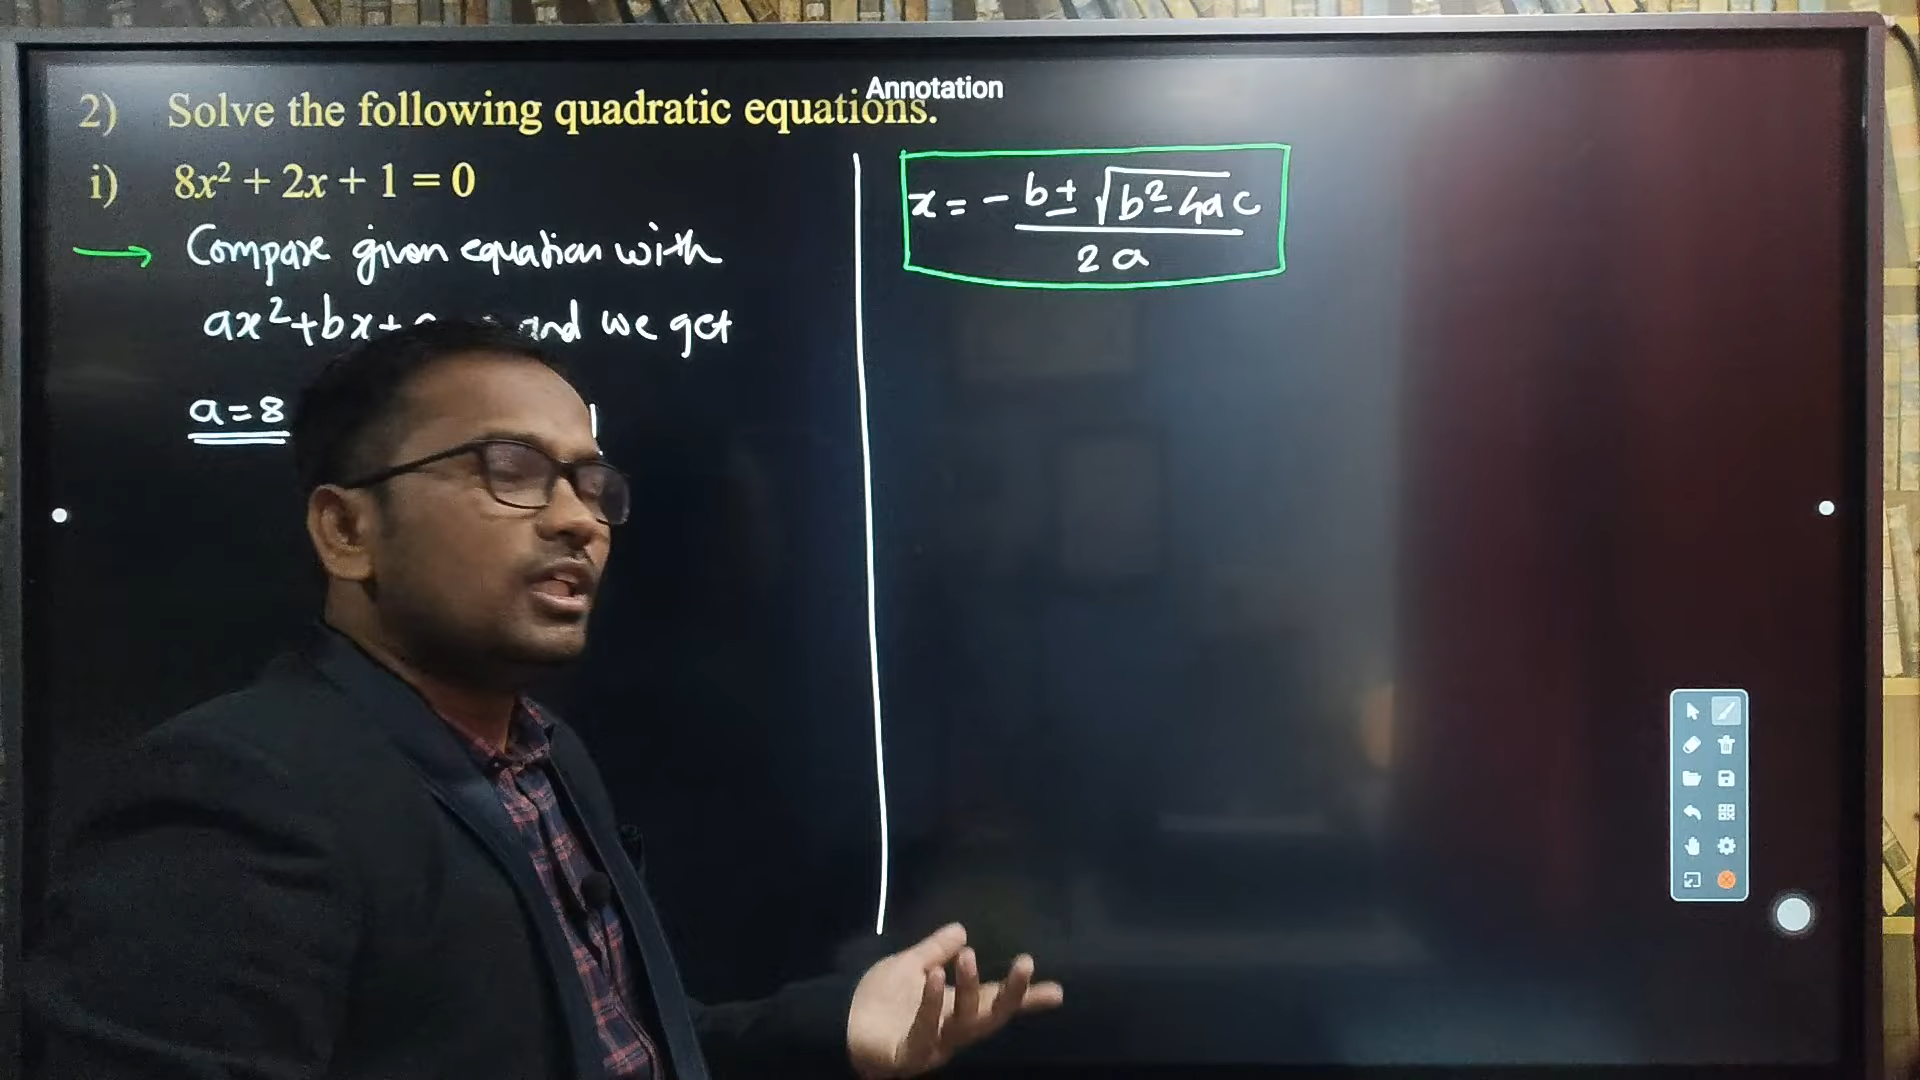 Annotation
2) Solve the following quadratic equations.
i) 8x² + 2x + 1 = 0
→ Compare given equation with
ax²+bx+ and we get
a=8
x = -b ± √b²-4ac
2a